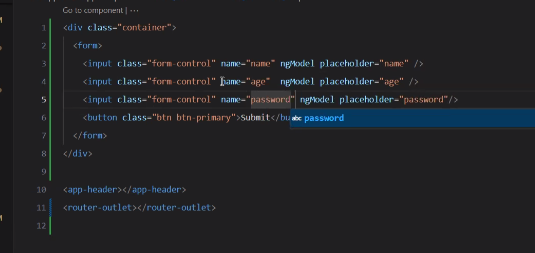 Go to component | ...
1 <div class="container">
2 <form>
3 <input class="form-control" name="name" ngModel placeholder="name" />
4 <input class="form-control" name="age"  ngModel placeholder="age" />
5 <input class="form-control" name="password" ngModel placeholder="password"/>
6 <button class="btn btn-primary">Submit</bu
abc password
7 </form>
8 </div>
9
10 <app-header></app-header>
11 <router-outlet></router-outlet>
12